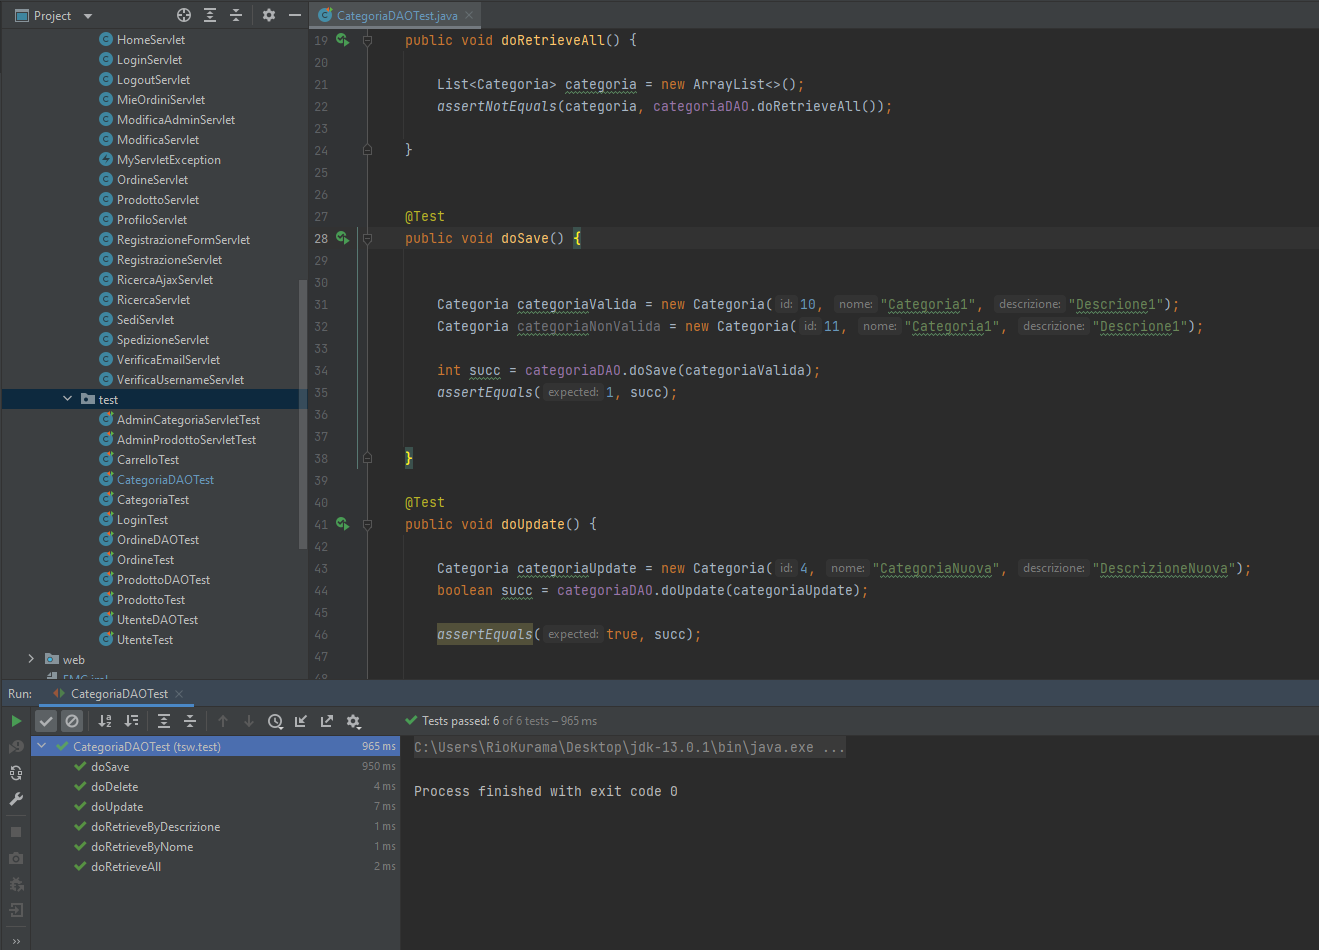 Project
CategoriaDAOTest.java
HomeServlet
LoginServlet
LogoutServlet
MieOrdiniServlet
ModificaAdminServlet
ModificaServlet
MyServletException
OrdineServlet
ProdottoServlet
ProfiloServlet
RegistrazioneFormServlet
RegistrazioneServlet
RicercaAjaxServlet
RicercaServlet
SediServlet
SpedizioneServlet
VerificaEmailServlet
VerificaUsernameServlet
test
AdminCategoriaServletTest
AdminProdottoServletTest
CarrelloTest
CategoriaDAOTest
CategoriaTest
LoginTest
OrdineDAOTest
OrdineTest
ProdottoDAOTest
ProdottoTest
UtenteDAOTest
UtenteTest
web
19 public void doRetrieveAll() {
20
21 List<Categoria> categoria = new ArrayList<>();
22 assertNotEquals(categoria, categoriaDAO.doRetrieveAll());
23
24 }
25
26
27 @Test
28 public void doSave() {
29
30
31 Categoria categoriaValida = new Categoria( id: 10, nome: "Categoria1", descrizione: "Descrione1");
32 Categoria categoriaNonValida = new Categoria( id: 11, nome: "Categoria1", descrizione: "Descrione1");
33
34 int succ = categoriaDAO.doSave(categoriaValida);
35 assertEquals( expected: 1, succ);
36
37
38 }
39
40 @Test
41 public void doUpdate() {
42
43 Categoria categoriaUpdate = new Categoria( id: 4, nome: "CategoriaNuova", descrizione: "DescrizioneNuova");
44 boolean succ = categoriaDAO.doUpdate(categoriaUpdate);
45
46 assertEquals( expected: true, succ);
47
48
Run: CategoriaDAOTest
Tests passed: 6 of 6 tests – 965 ms
CategoriaDAOTest (tsw.test) 965 ms
doSave 950 ms
doDelete 4 ms
doUpdate 7 ms
doRetrieveByDescrizione 1 ms
doRetrieveByNome 1 ms
doRetrieveAll 2 ms
C:\Users\RioKurama\Desktop\jdk-13.0.1\bin\java.exe ...
Process finished with exit code 0